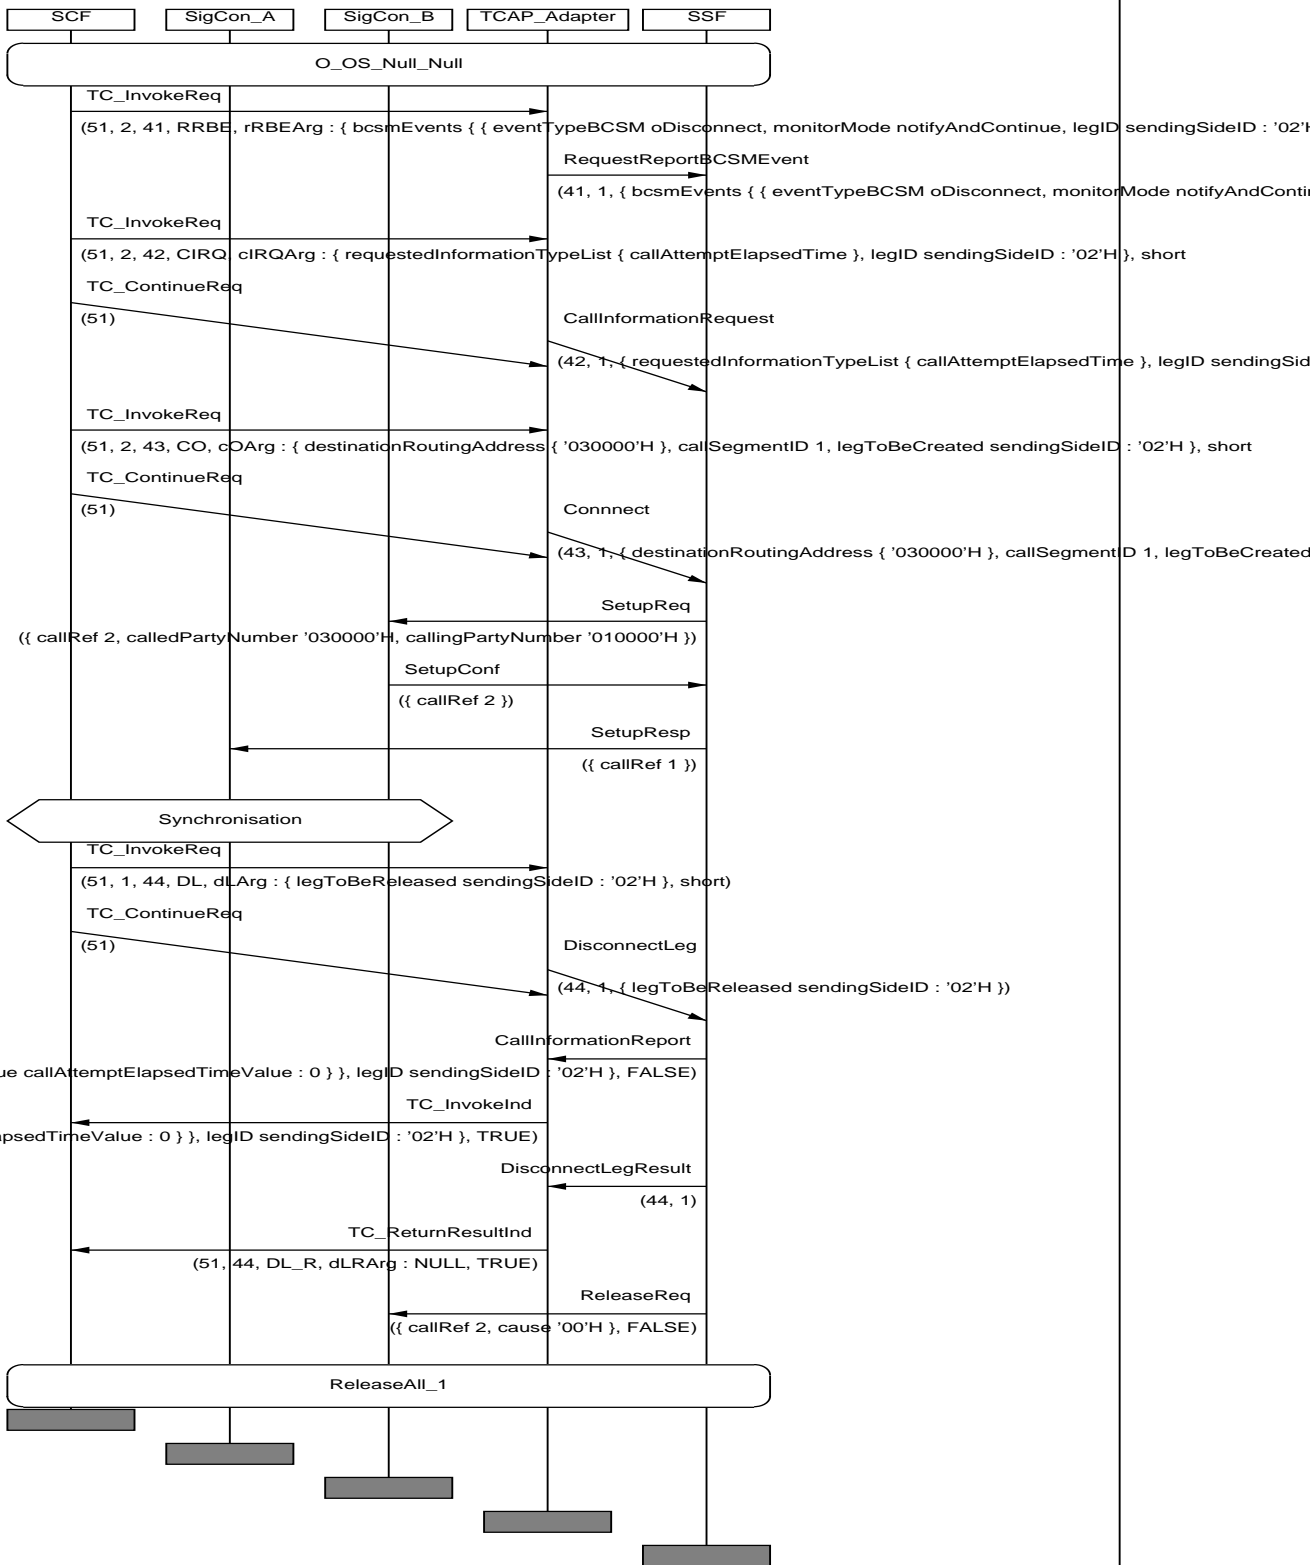 SCF SigCon_A SigCon_B TCAP_Adapter SSF
O_OS_Null_Null
TC_InvokeReq
(51, 2, 41, RRBE, rRBEArg : { bcsmEvents { { eventTypeBCSM oDisconnect, monitorMode notifyAndContinue, legID sendingSideID : '02'H
RequestReportBCSMEvent
(41, 1, { bcsmEvents { { eventTypeBCSM oDisconnect, monitorMode notifyAndConti
TC_InvokeReq
(51, 2, 42, CIRQ, cIRQArg : { requestedInformationTypeList { callAttemptElapsedTime }, legID sendingSideID : '02'H }, short
TC_ContinueReq
(51)
CallInformationRequest
(42, 1, { requestedInformationTypeList { callAttemptElapsedTime }, legID sendingSid
TC_InvokeReq
(51, 2, 43, CO, cOArg : { destinationRoutingAddress { '030000'H }, callSegmentID 1, legToBeCreated sendingSideID : '02'H }, short
TC_ContinueReq
(51)
Connnect
(43, 1, { destinationRoutingAddress { '030000'H }, callSegmentID 1, legToBeCreated
SetupReq
({ callRef 2, calledPartyNumber '030000'H, callingPartyNumber '010000'H })
SetupConf
({ callRef 2 })
SetupResp
({ callRef 1 })
Synchronisation
TC_InvokeReq
(51, 1, 44, DL, dLArg : { legToBeReleased sendingSideID : '02'H }, short)
TC_ContinueReq
(51)
DisconnectLeg
(44, 1, { legToBeReleased sendingSideID : '02'H })
CallInformationReport
ue callAttemptElapsedTimeValue : 0 } }, legID sendingSideID : '02'H }, FALSE)
TC_InvokeInd
apsedTimeValue : 0 } }, legID sendingSideID : '02'H }, TRUE)
DisconnectLegResult
(44, 1)
TC_ReturnResultInd
(51, 44, DL_R, dLRArg : NULL, TRUE)
ReleaseReq
({ callRef 2, cause '00'H }, FALSE)
ReleaseAll_1